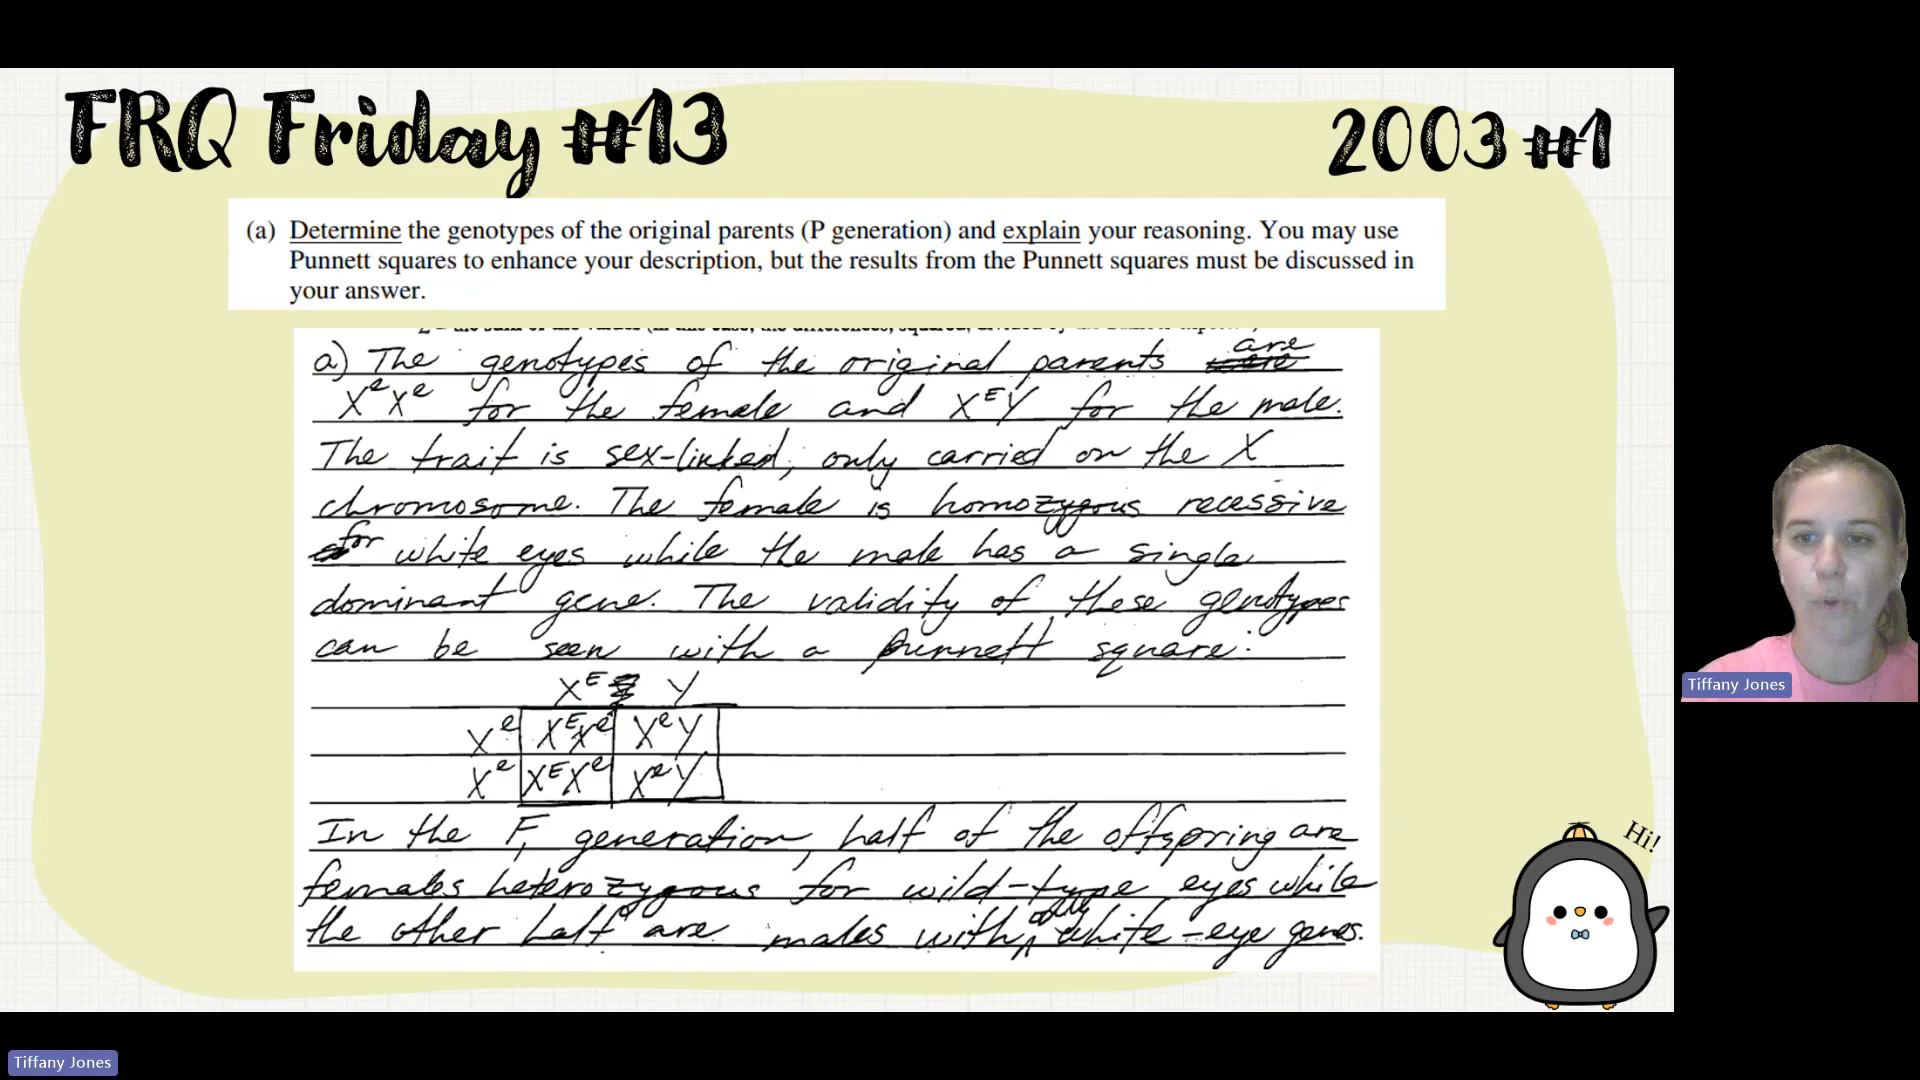 FRQ Friday #13
2003 #1
(a) Determine the genotypes of the original parents (P generation) and explain your reasoning. You may use
Punnett squares to enhance your description, but the results from the Punnett squares must be discussed in
your answer.
a) The genotypes of the original parents are
XᵉXᵉ for the female and XᴱY for the male.
The trait is sex-linked, only carried on the X
chromosome. The female is homozygous recessive
for white eyes while the male has a single
dominant gene. The validity of these genotypes
can be seen with a Punnett square:
Xᴱ Y
Xᵉ XᴱXᵉ XᵉY
Xᵉ XᴱXᵉ XᵉY
In the F₁ generation, half of the offspring are
females heterozygous for wild-type eyes while
the other half are males with only white-eye genes.
Hi!
Tiffany Jones
Tiffany Jones